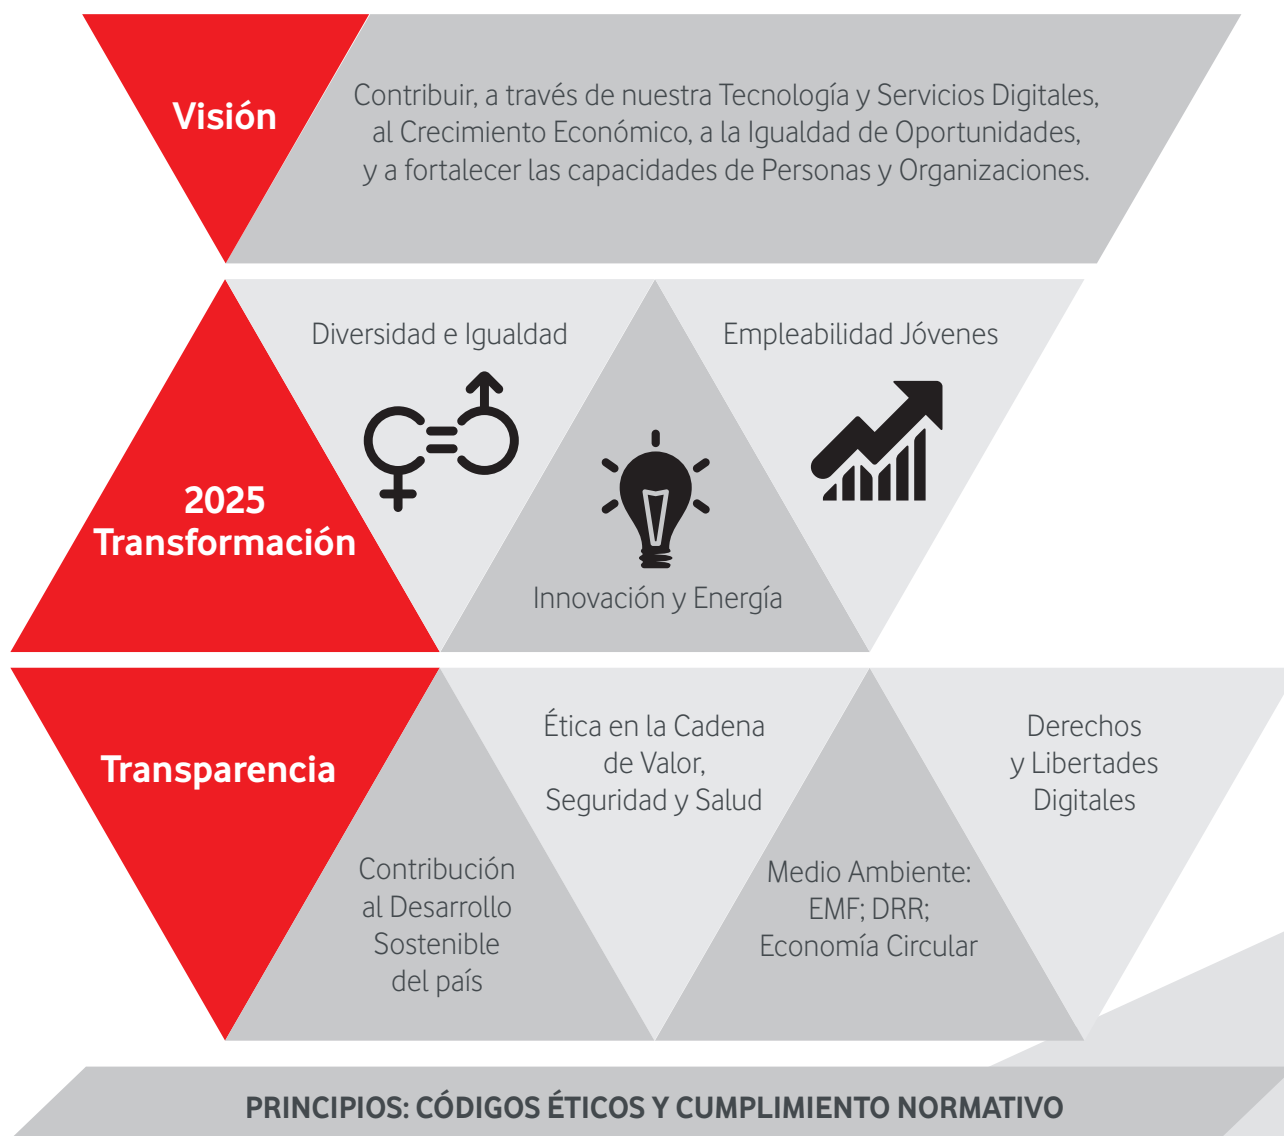 Visión
Contribuir, a través de nuestra Tecnología y Servicios Digitales,
al Crecimiento Económico, a la Igualdad de Oportunidades,
y a fortalecer las capacidades de Personas y Organizaciones.
2025
Transformación
Diversidad e Igualdad
Innovación y Energía
Empleabilidad Jóvenes
Transparencia
Contribución
al Desarrollo
Sostenible
del país
Ética en la Cadena
de Valor,
Seguridad y Salud
Medio Ambiente:
EMF; DRR;
Economía Circular
Derechos
y Libertades
Digitales
PRINCIPIOS: CÓDIGOS ÉTICOS Y CUMPLIMIENTO NORMATIVO